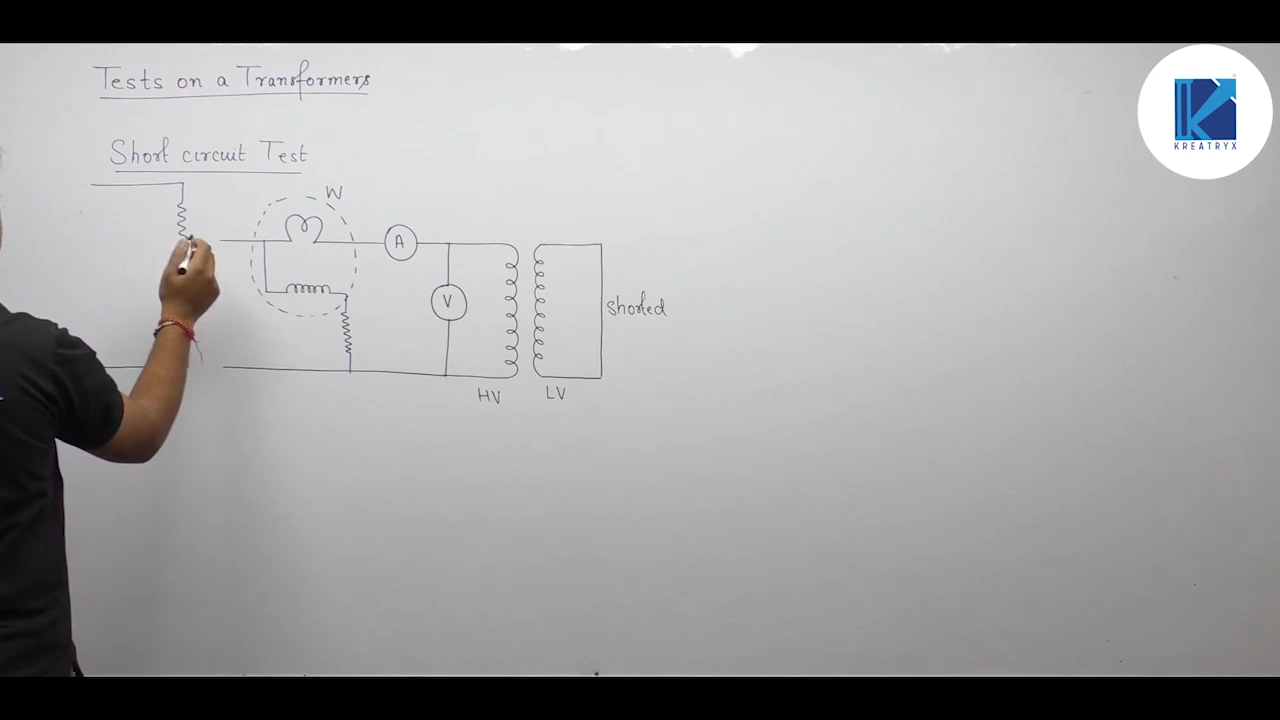 Tests on a Transformers
Short circuit Test
W
A
V
shorted
HV
LV
KREATRYX